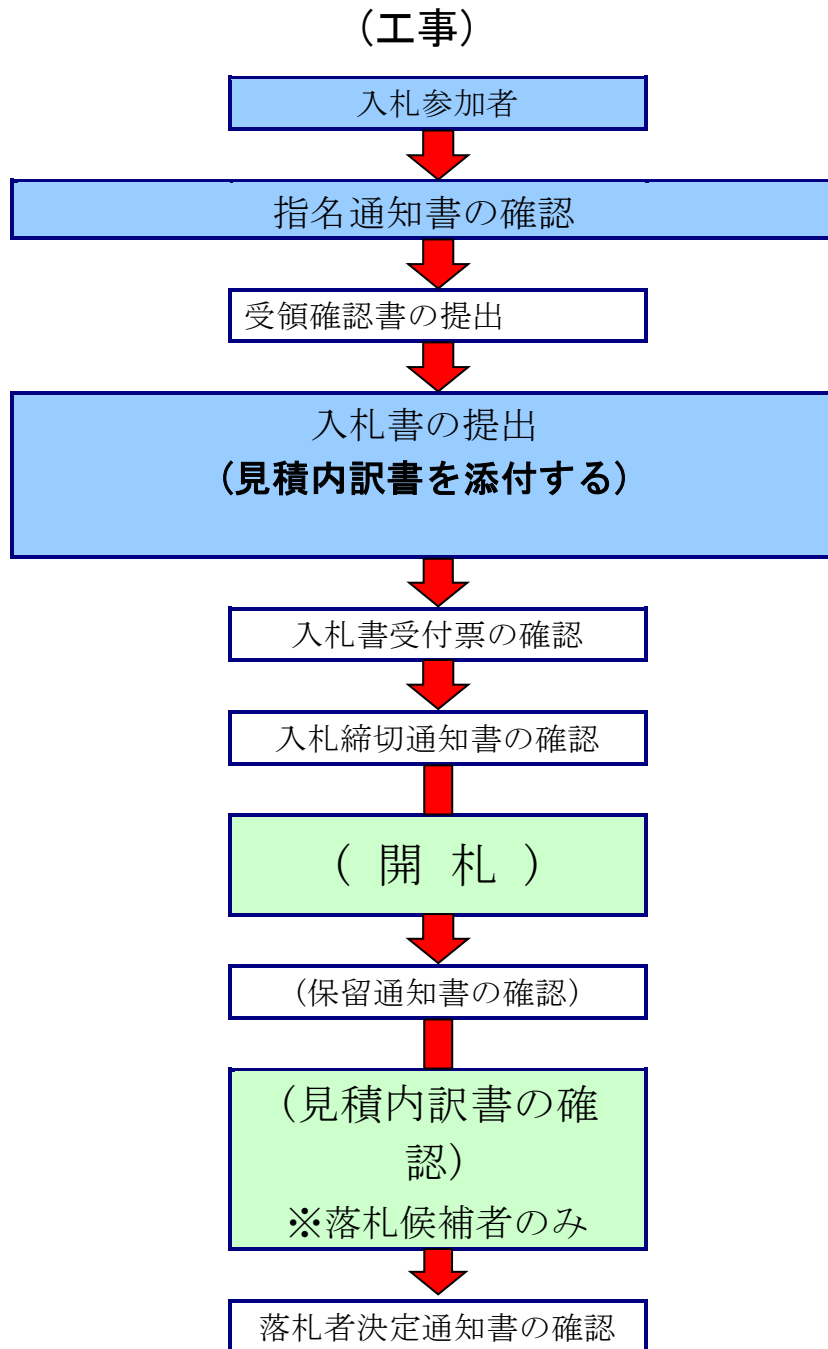 （工事）
入札参加者
指名通知書の確認
受領確認書の提出
入札書の提出
（見積内訳書を添付する）
入札書受付票の確認
入札締切通知書の確認
（ 開 札 ）
（保留通知書の確認）
（見積内訳書の確
認）
※落札候補者のみ
落札者決定通知書の確認